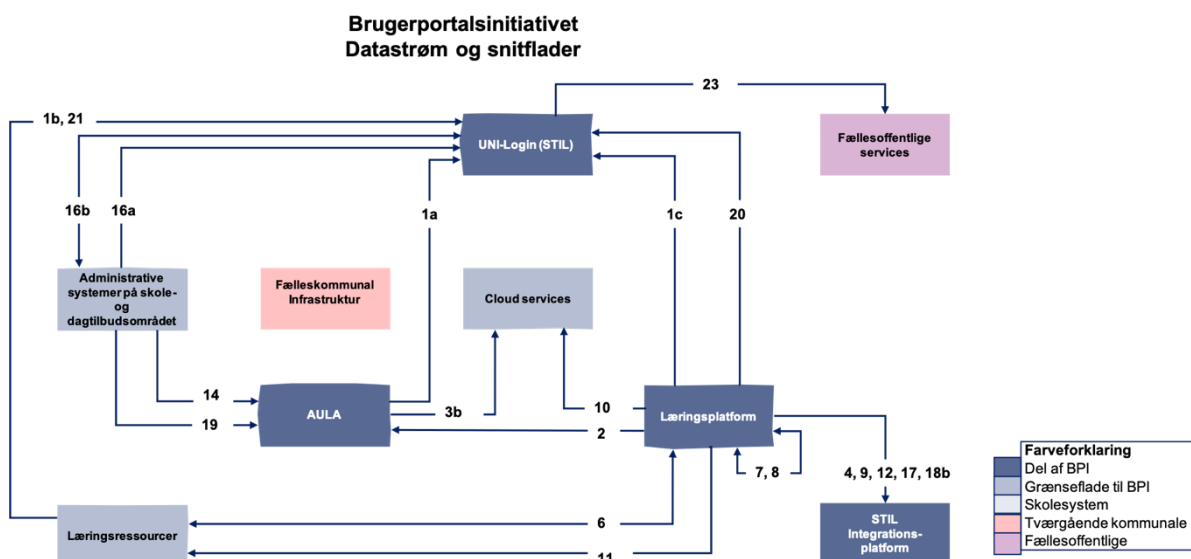 Brugerportalsinitiativet
Datastrøm og snitflader
23
1b, 21
UNI-Login (STIL)
Fællesoffentlige
services
16b
16a
1a
1c
20
Administrative
systemer på skole-
og
dagtilbudsområdet
Fælleskommunal
Infrastruktur
Cloud services
14
19
AULA
3b
10
2
Læringsplatform
7, 8
4, 9, 12, 17, 18b
Farveforklaring
Del af BPI
Grænseflade til BPI
Skolesystem
Tværgående kommunale
Fællesoffentlige
Læringsressourcer
6
11
STIL
Integrations-
platform